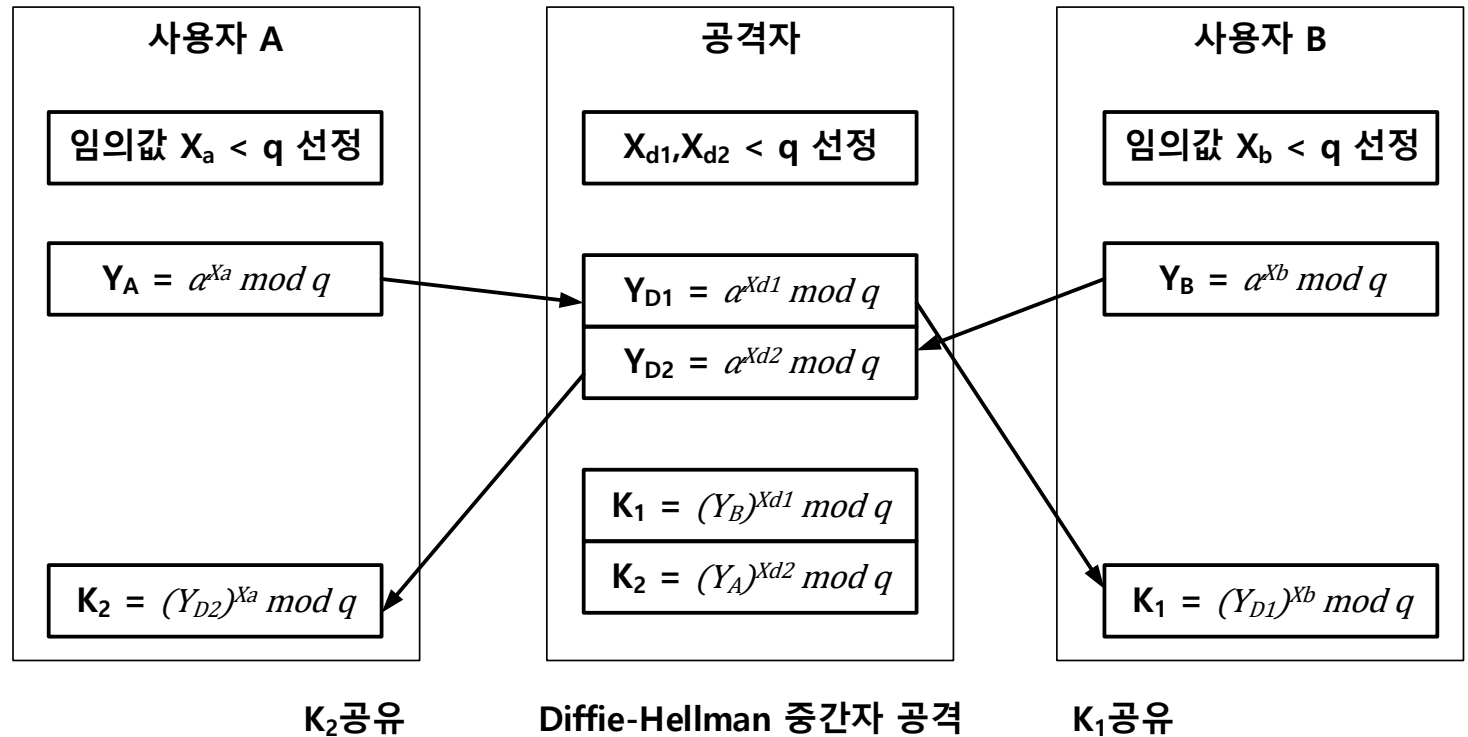 사용자 A
임의값 Xa < q 선정
YA = αXa mod q
K2 = (YD2)Xa mod q
공격자
Xd1,Xd2 < q 선정
YD1 = αXd1 mod q
YD2 = αXd2 mod q
K1 = (YB)Xd1 mod q
K2 = (YA)Xd2 mod q
사용자 B
임의값 Xb < q 선정
YB = αXb mod q
K1 = (YD1)Xb mod q
K2공유
Diffie-Hellman 중간자 공격
K1공유